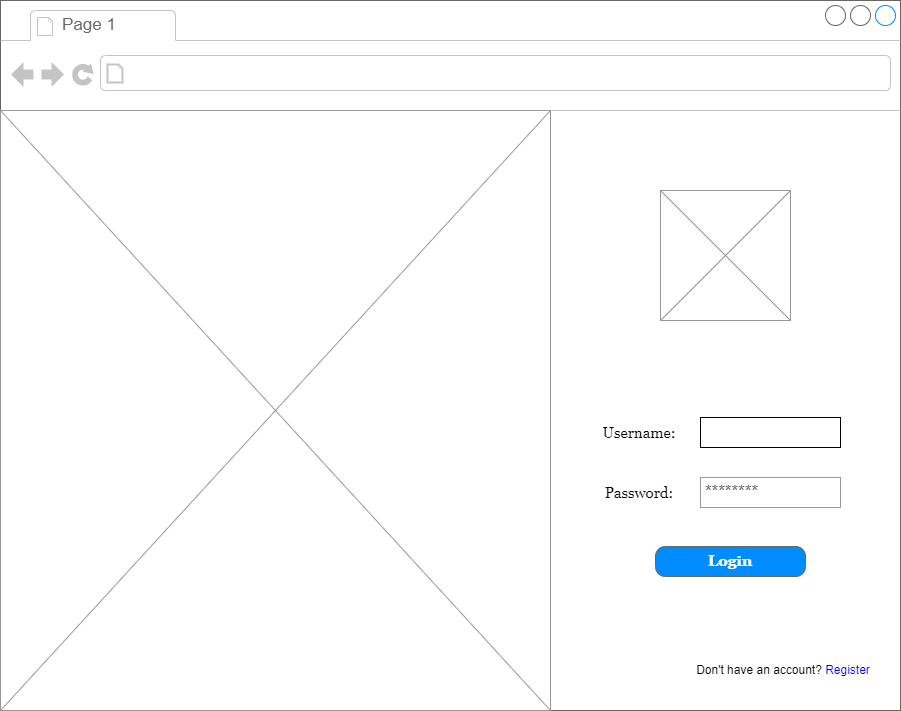 Page 1
Username:
Password:
********
Login
Don't have an account? Register